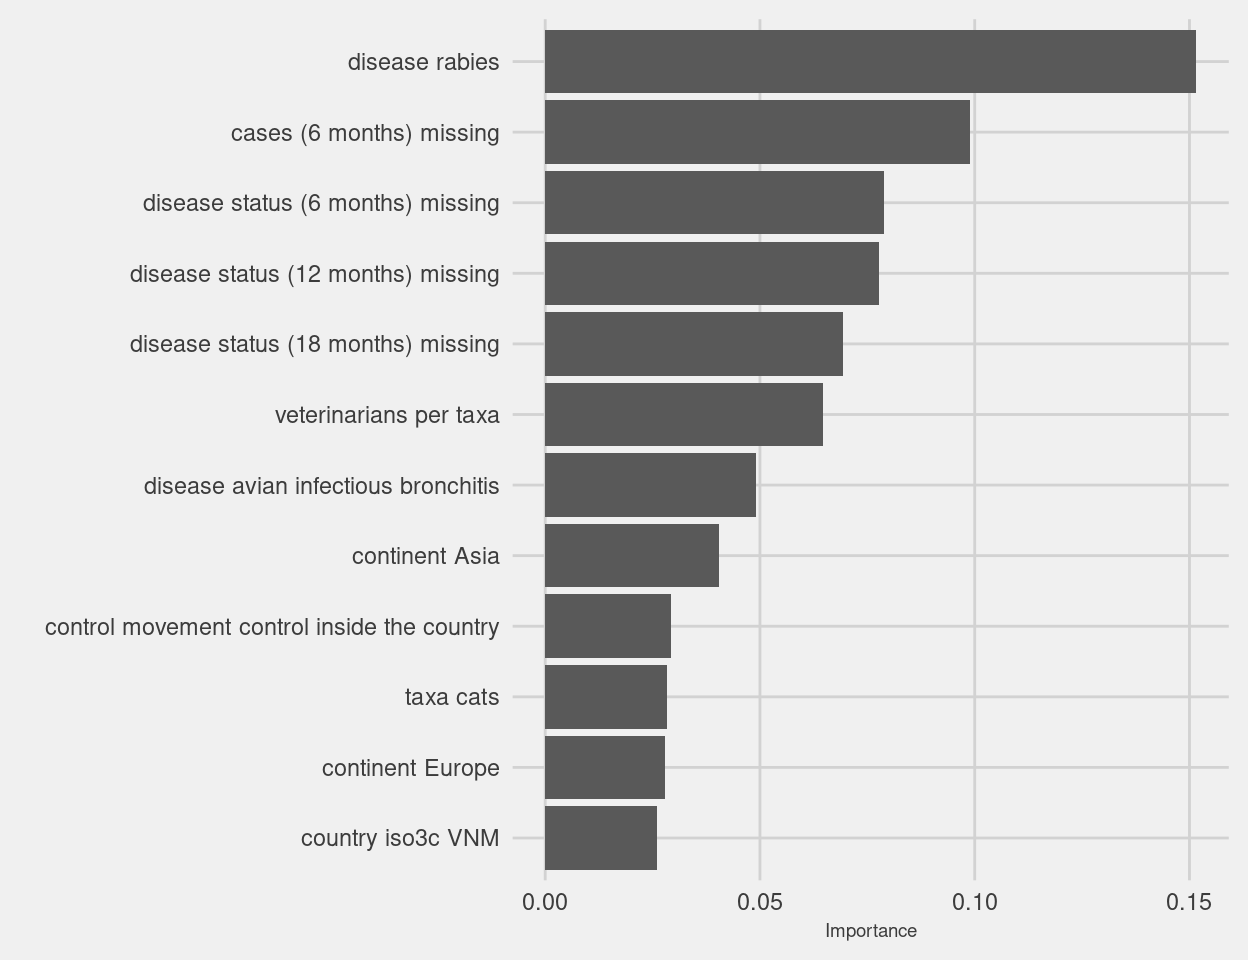 disease rabies
cases (6 months) missing
disease status (6 months) missing
disease status (12 months) missing
disease status (18 months) missing
veterinarians per taxa
disease avian infectious bronchitis
continent Asia
control movement control inside the country
taxa cats
continent Europe
country iso3c VNM
0.00 0.05 0.10 0.15
Importance